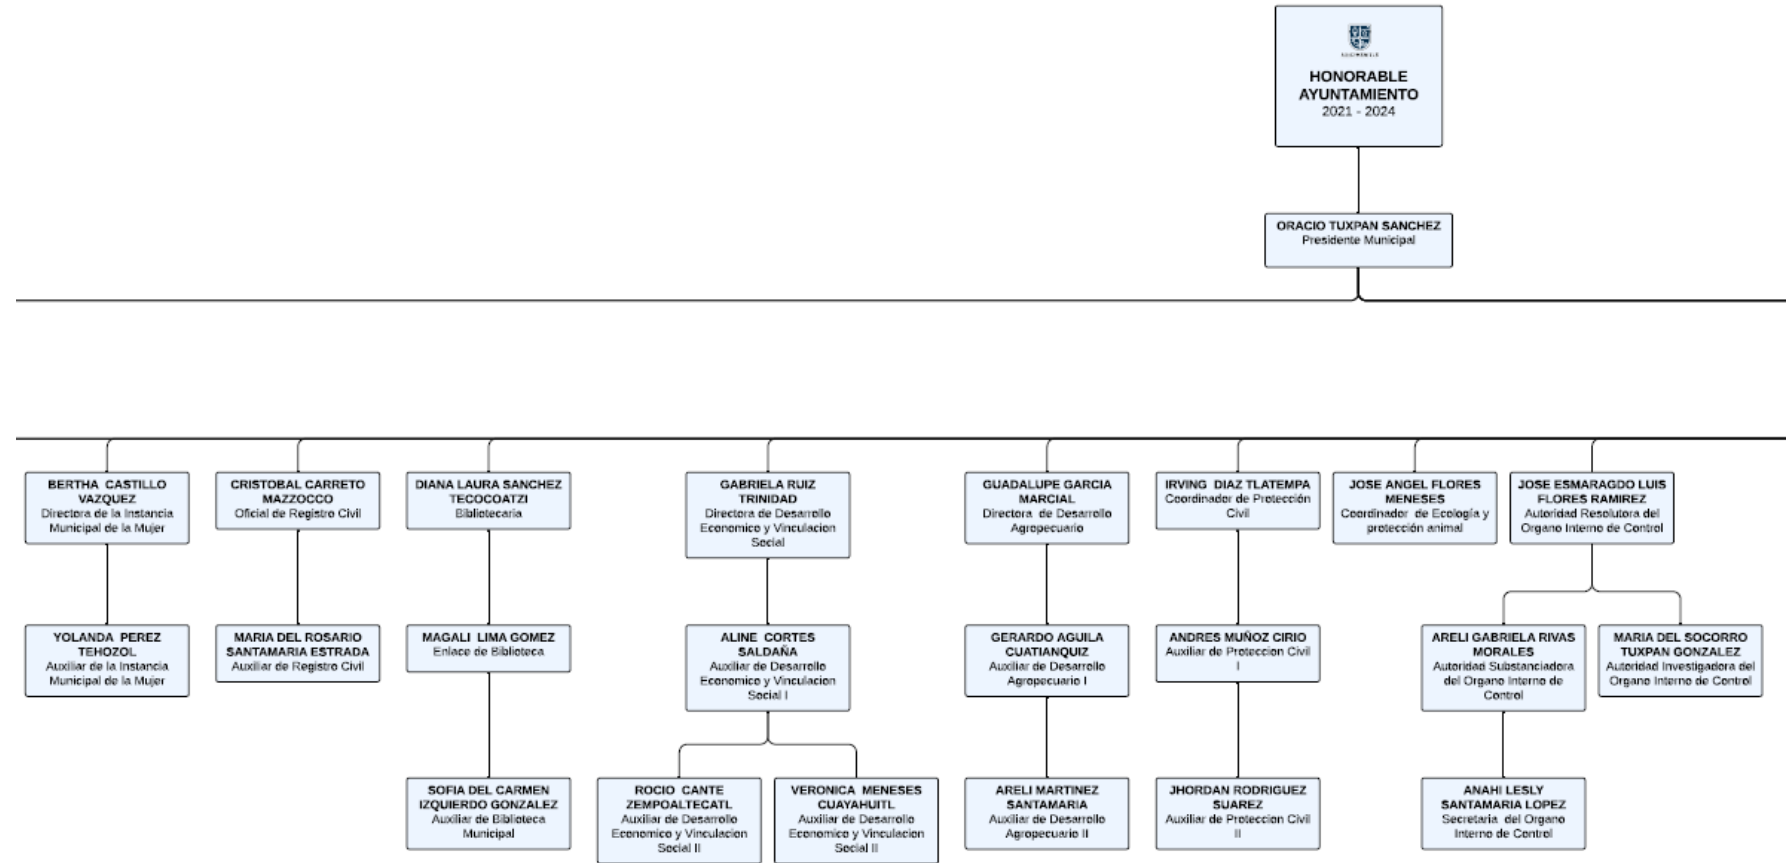 HONORABLE
AYUNTAMIENTO
2021 - 2024
ORACIO TUXPAN SANCHEZ
Presidente Municipal
BERTHA CASTILLO
VAZQUEZ
Directora de la Instancia
Municipal de la Mujer
CRISTOBAL CARRETO
MAZZOCCO
Oficial de Registro Civil
DIANA LAURA SANCHEZ
TECOCOATZI
Bibliotecaria
GABRIELA RUIZ
TRINIDAD
Directora de Desarrollo
Economico y Vinculacion
Social
GUADALUPE GARCIA
MARCIAL
Directora de Desarrollo
Agropecuario
IRVING DIAZ TLATEMPA
Coordinador de Protección
Civil
JOSE ANGEL FLORES
MENESES
Coordinador de Ecología y
protección animal
JOSE ESMARAGDO LUIS
FLORES RAMIREZ
Autoridad Resolutora del
Organo Interno de Control
YOLANDA PEREZ
TEHOZOL
Auxiliar de la Instancia
Municipal de la Mujer
MARIA DEL ROSARIO
SANTAMARIA ESTRADA
Auxiliar de Registro Civil
MAGALI LIMA GOMEZ
Enlace de Biblioteca
ALINE CORTES
SALDAÑA
Auxiliar de Desarrollo
Economico y Vinculacion
Social I
GERARDO AGUILA
CUATIANQUIZ
Auxiliar de Desarrollo
Agropecuario I
ANDRES MUÑOZ CIRIO
Auxiliar de Proteccion Civil
I
ARELI GABRIELA RIVAS
MORALES
Autoridad Substanciadora
del Organo Interno de
Control
MARIA DEL SOCORRO
TUXPAN GONZALEZ
Autoridad Investigadora del
Organo Interno de Control
SOFIA DEL CARMEN
IZQUIERDO GONZALEZ
Auxiliar de Biblioteca
Municipal
ROCIO CANTE
ZEMPOALTECATL
Auxiliar de Desarrollo
Economico y Vinculacion
Social II
VERONICA MENESES
CUAYAHUITL
Auxiliar de Desarrollo
Economico y Vinculacion
Social II
ARELI MARTINEZ
SANTAMARIA
Auxiliar de Desarrollo
Agropecuario II
JHORDAN RODRIGUEZ
SUAREZ
Auxiliar de Proteccion Civil
II
ANAHI LESLY
SANTAMARIA LOPEZ
Secretaria del Organo
Interno de Control